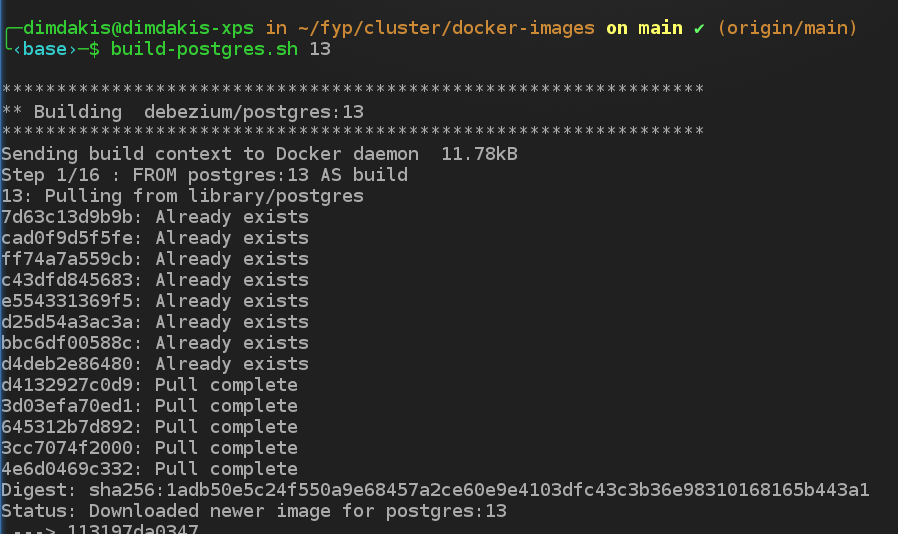 ╭─dimdakis@dimdakis-xps in ~/fyp/cluster/docker-images on main ✔ (origin/main)
╰‹base›─$ build-postgres.sh 13
****************************************************************
** Building  debezium/postgres:13
****************************************************************
Sending build context to Docker daemon  11.78kB
Step 1/16 : FROM postgres:13 AS build
13: Pulling from library/postgres
7d63c13d9b9b: Already exists
cad0f9d5f5fe: Already exists
ff74a7a559cb: Already exists
c43dfd845683: Already exists
e554331369f5: Already exists
d25d54a3ac3a: Already exists
bbc6df00588c: Already exists
d4deb2e86480: Already exists
d4132927c0d9: Pull complete
3d03efa70ed1: Pull complete
645312b7d892: Pull complete
3cc7074f2000: Pull complete
4e6d0469c332: Pull complete
Digest: sha256:1adb50e5c24f550a9e68457a2ce60e9e4103dfc43c3b36e98310168165b443a1
Status: Downloaded newer image for postgres:13
 ---> 113197da0347